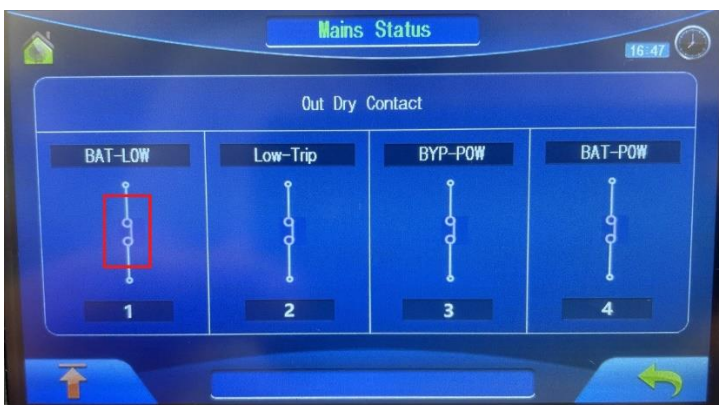 Mains Status
16:47
Out Dry Contact
BAT-LOW
Low-Trip
BYP-POW
BAT-POW
1
2
3
4